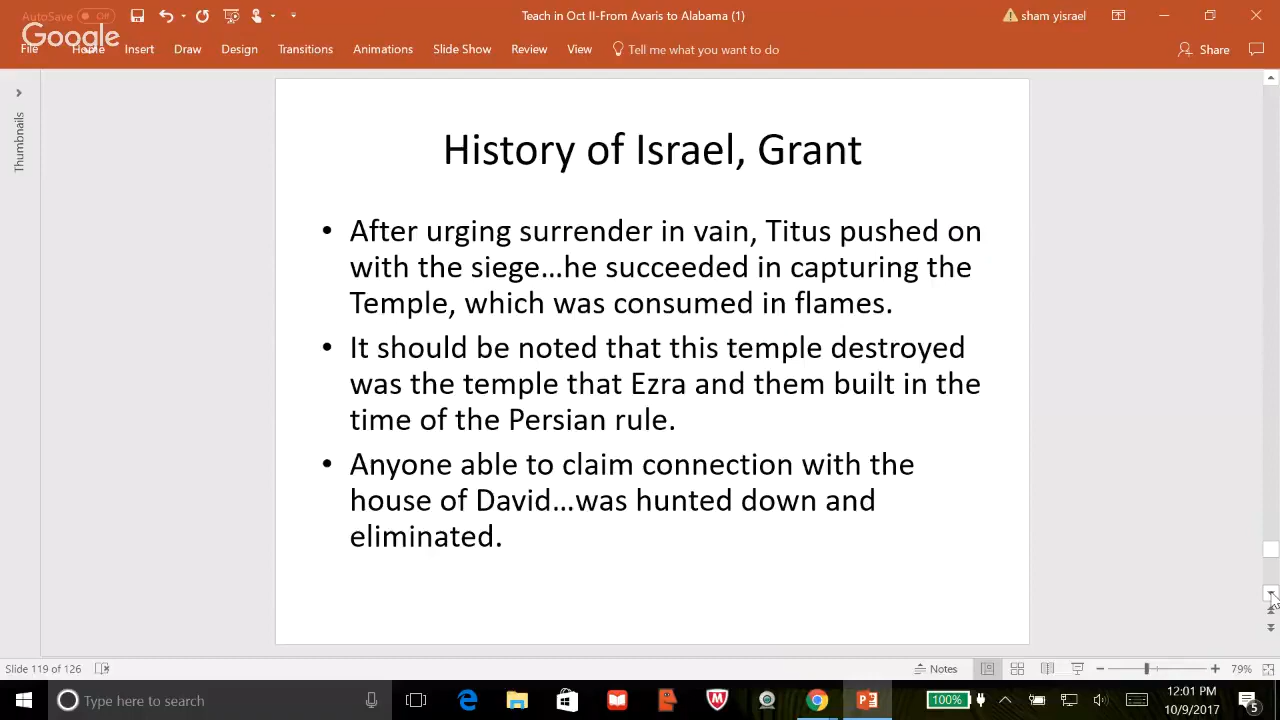 AutoSave Off
Teach in Oct II-From Avaris to Alabama (1)
sham yisrael
Google
File Home Insert Draw Design Transitions Animations Slide Show Review View Tell me what you want to do Share
Thumbnails
History of Israel, Grant
• After urging surrender in vain, Titus pushed on
with the siege…he succeeded in capturing the
Temple, which was consumed in flames.
• It should be noted that this temple destroyed
was the temple that Ezra and them built in the
time of the Persian rule.
• Anyone able to claim connection with the
house of David…was hunted down and
eliminated.
Slide 119 of 126
Notes
79%
Type here to search
100%
12:01 PM
10/9/2017
5